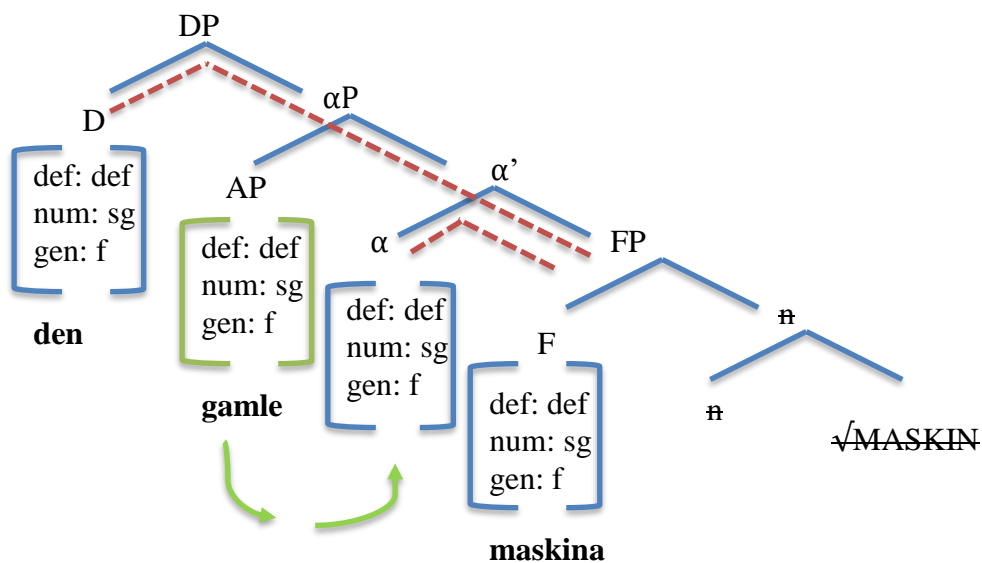 DP
D
αP
def: def
num: sg
gen: f
den
AP
α’
def: def
num: sg
gen: f
gamle
α
FP
def: def
num: sg
gen: f
F
n
def: def
num: sg
gen: f
maskina
n
√MASKIN